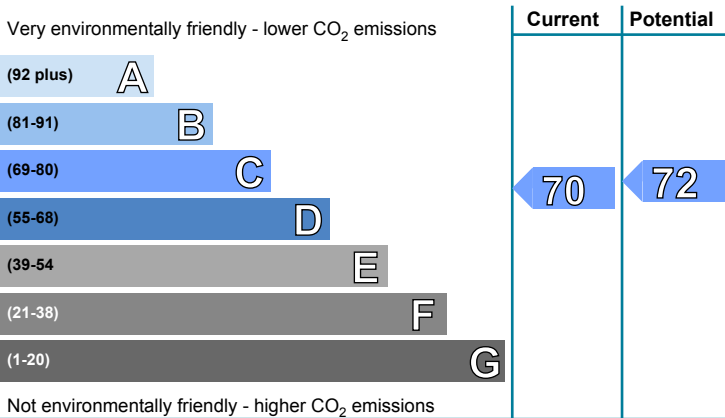 Very environmentally friendly - lower CO2 emissions
Current
Potential
(92 plus) A
(81-91) B
(69-80) C
(55-68) D
(39-54 E
(21-38) F
(1-20) G
70
72
Not environmentally friendly - higher CO2 emissions